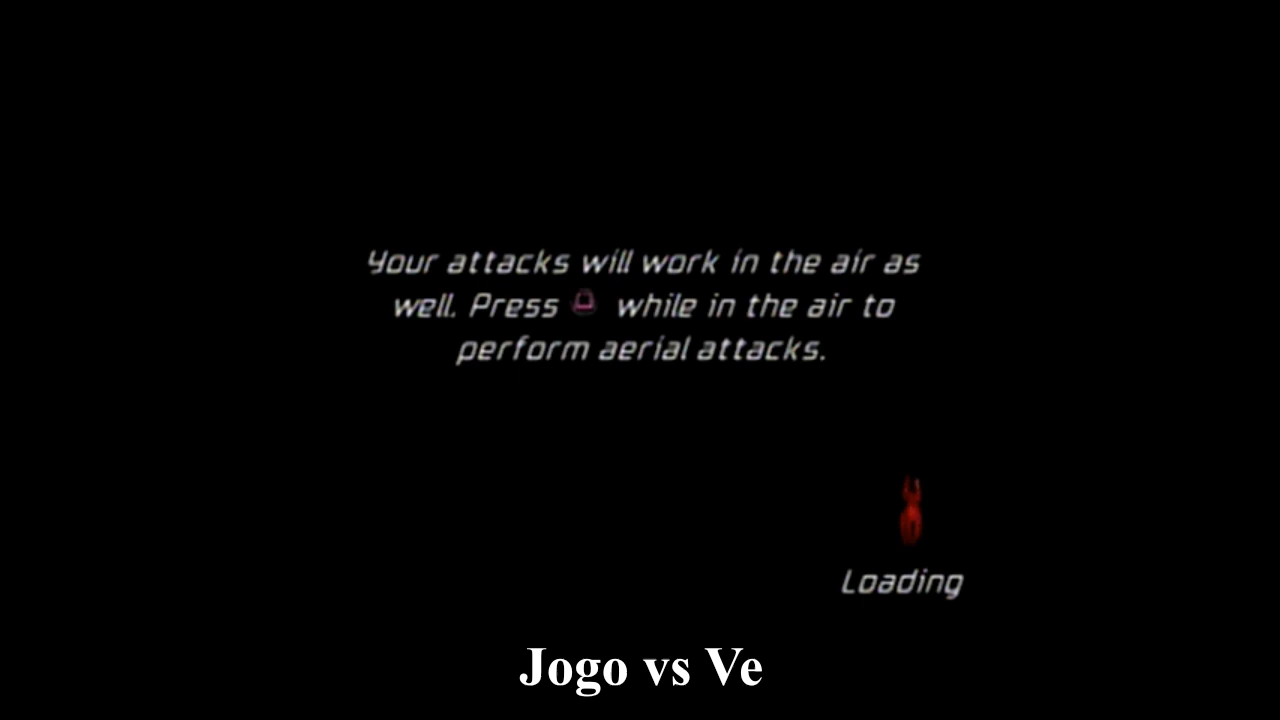 Your attacks will work in the air as
well. Press while in the air to
perform aerial attacks.
Loading
Jogo vs Ve